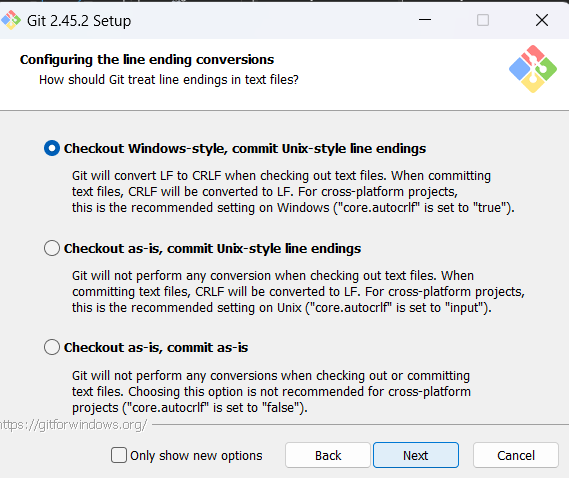 Git 2.45.2 Setup
Configuring the line ending conversions
How should Git treat line endings in text files?
Checkout Windows-style, commit Unix-style line endings
Git will convert LF to CRLF when checking out text files. When committing
text files, CRLF will be converted to LF. For cross-platform projects,
this is the recommended setting on Windows ("core.autocrlf" is set to "true").
Checkout as-is, commit Unix-style line endings
Git will not perform any conversion when checking out text files. When
committing text files, CRLF will be converted to LF. For cross-platform projects,
this is the recommended setting on Unix ("core.autocrlf" is set to "input").
Checkout as-is, commit as-is
Git will not perform any conversions when checking out or committing
text files. Choosing this option is not recommended for cross-platform
projects ("core.autocrlf" is set to "false").
https://gitforwindows.org/
Only show new options
Back
Next
Cancel